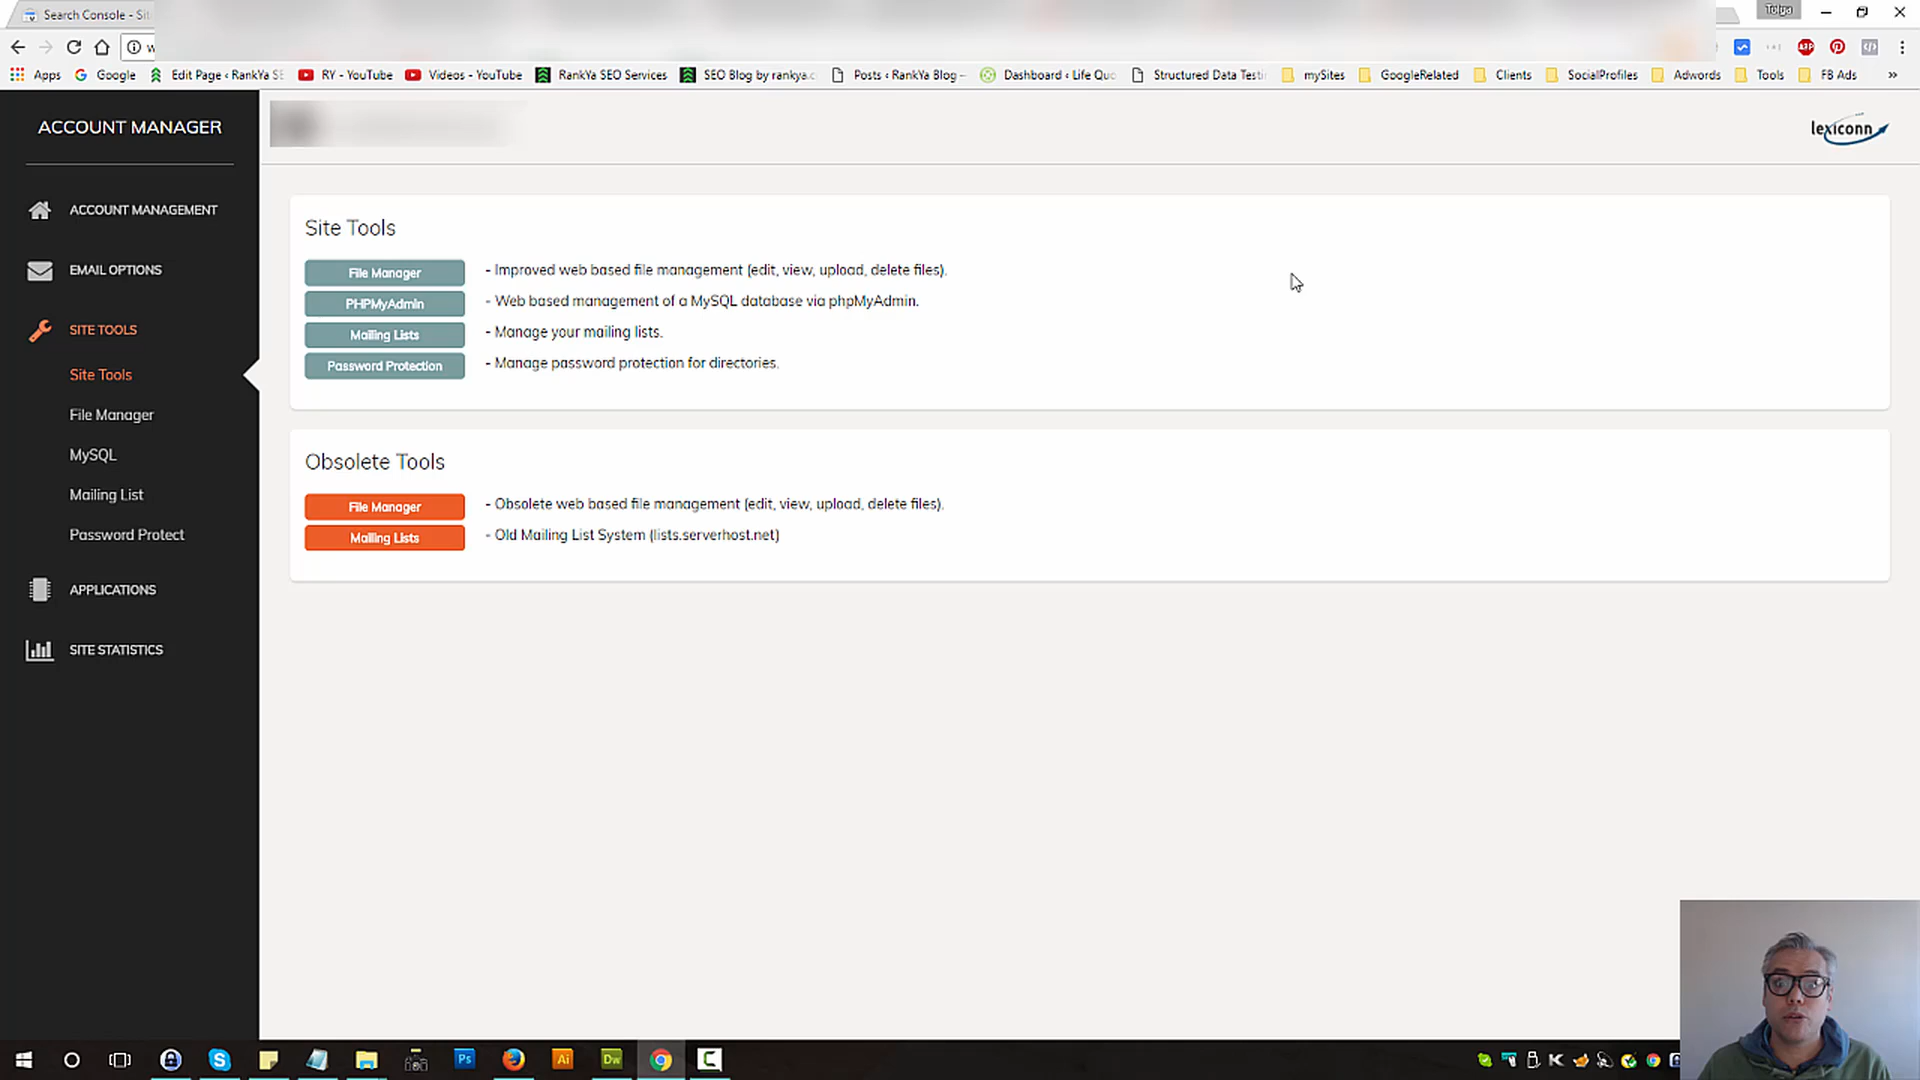 Search Console - Sit
Tolga
Apps
Google
Edit Page ‹ RankYa SE
RY - YouTube
Videos - YouTube
RankYa SEO Services
SEO Blog by rankya.c
Posts ‹ RankYa Blog –
Dashboard ‹ Life Quo
Structured Data Testi
mySites
GoogleRelated
Clients
SocialProfiles
Adwords
Tools
FB Ads
»
ACCOUNT MANAGER
lexiconn
ACCOUNT MANAGEMENT
EMAIL OPTIONS
SITE TOOLS
Site Tools
File Manager
MySQL
Mailing List
Password Protect
APPLICATIONS
SITE STATISTICS
Site Tools
File Manager - Improved web based file management (edit, view, upload, delete files).
PHPMyAdmin - Web based management of a MySQL database via phpMyAdmin.
Mailing Lists - Manage your mailing lists.
Password Protection - Manage password protection for directories.
Obsolete Tools
File Manager - Obsolete web based file management (edit, view, upload, delete files).
Mailing Lists - Old Mailing List System (lists.serverhost.net)
Ps
Ai
Dw